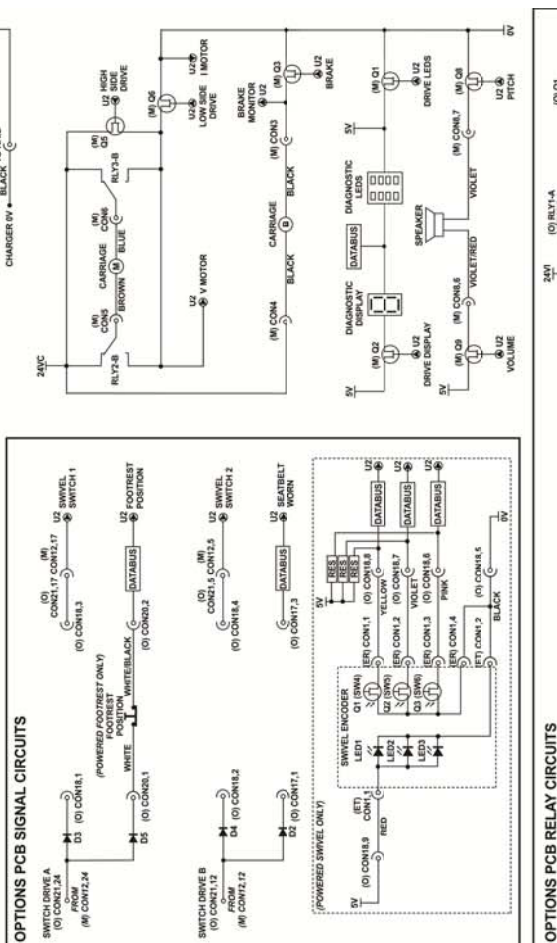 BLACK
CHARGER 0V
24VC
RLY2-B
(M) CON5
BROWN
CARRIAGE
M
BLUE
(M) CON6
RLY3-B
(M) Q5
U2 HIGH SIDE DRIVE
(M) Q6
U2 LOW SIDE DRIVE
U2 I MOTOR
U2 V MOTOR
(M) CON4
BLACK
CARRIAGE
B
BLACK
(M) CON3
BRAKE MONITOR U2
(M) Q3
U2 BRAKE
5V
(M) Q2
U2 DRIVE DISPLAY
DIAGNOSTIC DISPLAY
DATABUS
DIAGNOSTIC LEDS
5V
(M) Q1
U2 DRIVE LEDS
5V
(M) Q9
U2 VOLUME
(M) CON8,6
VIOLET/RED
SPEAKER
VIOLET
(M) CON8,7
(M) Q8
U2 PITCH
0V
OPTIONS PCB SIGNAL CIRCUITS
SWITCH DRIVE A
(O) CON21,24
FROM
(M) CON12,24
D3
(O) CON18,1
(O) CON18,3
(O) CON21,17
(M) CON12,17
U2 SWIVEL SWITCH 1
D5
(O) CON20,1
WHITE
(POWERED FOOTREST ONLY)
FOOTREST POSITION
WHITE/BLACK
(O) CON20,2
DATABUS
U2 FOOTREST POSITION
SWITCH DRIVE B
(O) CON21,12
FROM
(M) CON12,12
D4
(O) CON18,2
(O) CON18,4
(O) CON21,5
(M) CON12,5
U2 SWIVEL SWITCH 2
D2
(O) CON17,1
(O) CON17,3
DATABUS
U2 SEATBELT WORN
(POWERED SWIVEL ONLY)
5V
(O) CON18,9
RED
(ET) CON1,1
SWIVEL ENCODER
LED1
LED2
LED3
Q1 (SW4)
Q2 (SW5)
Q3 (SW6)
(ER) CON1,1
(ER) CON1,2
(ER) CON1,3
(ER) CON1,4
(ET) CON1,2
5V
RES
RES
RES
(O) CON18,8
YELLOW
(O) CON18,7
VIOLET
(O) CON18,6
PINK
(O) CON18,5
BLACK
DATABUS
U2
DATABUS
U2
DATABUS
U2
0V
OPTIONS PCB RELAY CIRCUITS
24VI
(O) RLY1-A